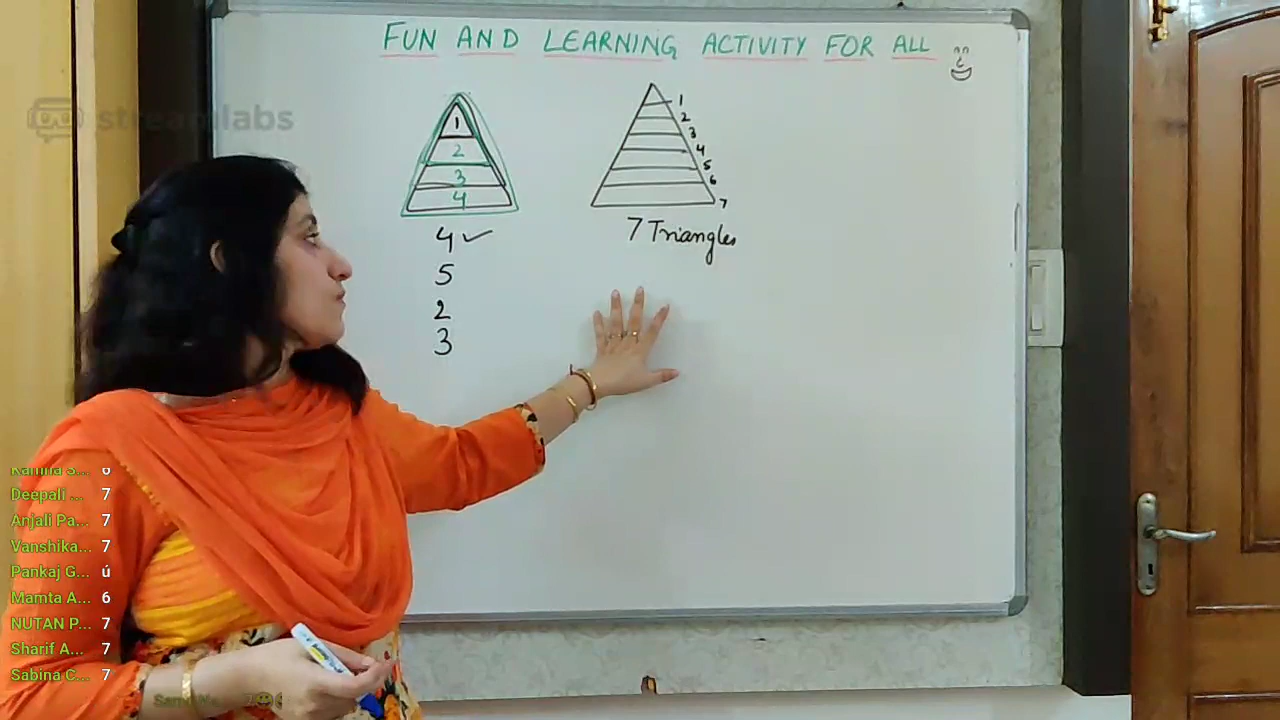 FUN AND LEARNING ACTIVITY FOR ALL
streamlabs
1
2
3
4
4 ✓
5
2
3
1
2
3
4
5
6
7
7 Triangles
6
Deepali ... 7
Anjali Pa... 7
Vanshika... 7
Pankaj G... ú
Mamta A... 6
NUTAN P... 7
Sharif A... 7
Sabina C... 7